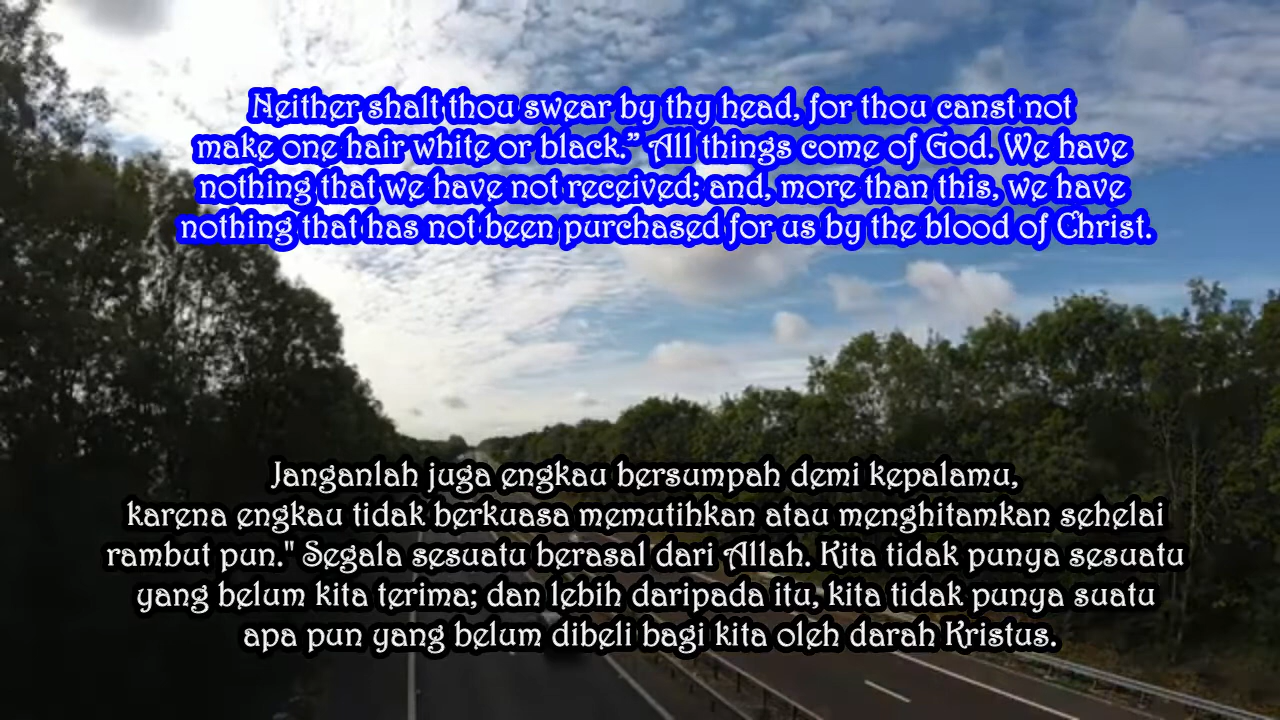 Neither shalt thou swear by thy head, for thou canst not
make one hair white or black.” All things come of God. We have
nothing that we have not received; and, more than this, we have
nothing that has not been purchased for us by the blood of Christ.
Janganlah juga engkau bersumpah demi kepalamu,
karena engkau tidak berkuasa memutihkan atau menghitamkan sehelai
rambut pun." Segala sesuatu berasal dari Allah. Kita tidak punya sesuatu
yang belum kita terima; dan lebih daripada itu, kita tidak punya suatu
apa pun yang belum dibeli bagi kita oleh darah Kristus.